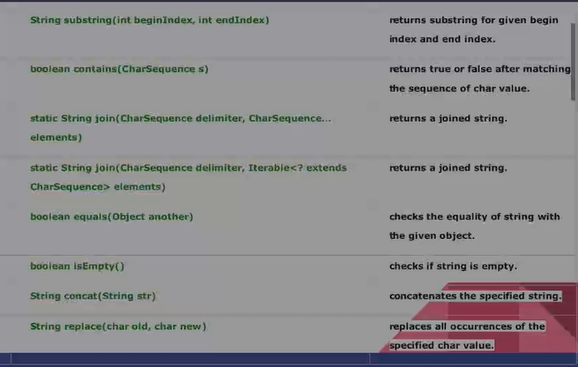 String substring(int beginIndex, int endIndex)
returns substring for given begin
index and end index.
boolean contains(CharSequence s)
returns true or false after matching
the sequence of char value.
static String join(CharSequence delimiter, CharSequence...
elements)
returns a joined string.
static String join(CharSequence delimiter, Iterable<? extends
CharSequence> elements)
returns a joined string.
boolean equals(Object another)
checks the equality of string with
the given object.
boolean isEmpty()
checks if string is empty.
String concat(String str)
concatenates the specified string.
String replace(char old, char new)
replaces all occurrences of the
specified char value.